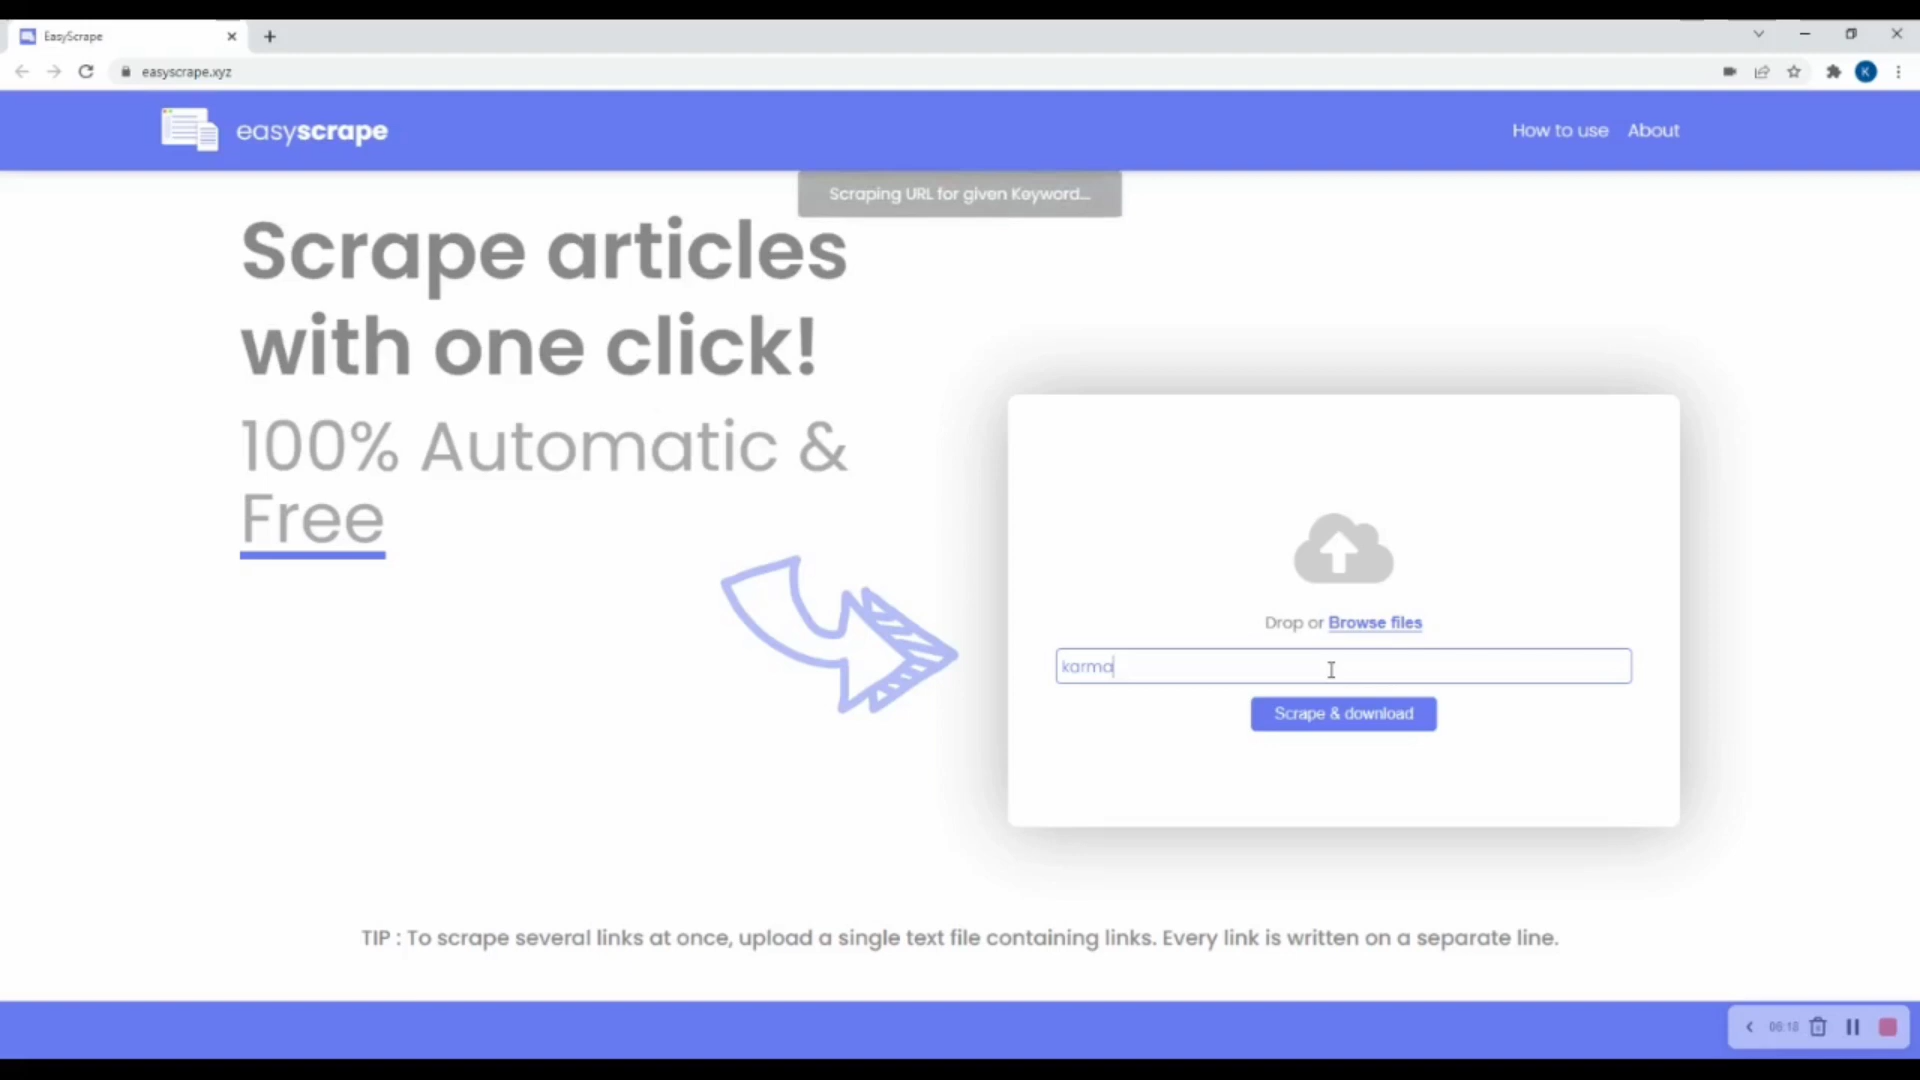 EasyScrape
easyscrape.xyz
K
easyscrape
How to use
About
Scraping URL for given Keyword...
Scrape articles
with one click!
100% Automatic &
Free
Drop or Browse files
karma
Scrape & download
TIP : To scrape several links at once, upload a single text file containing links. Every link is written on a separate line.
06:18